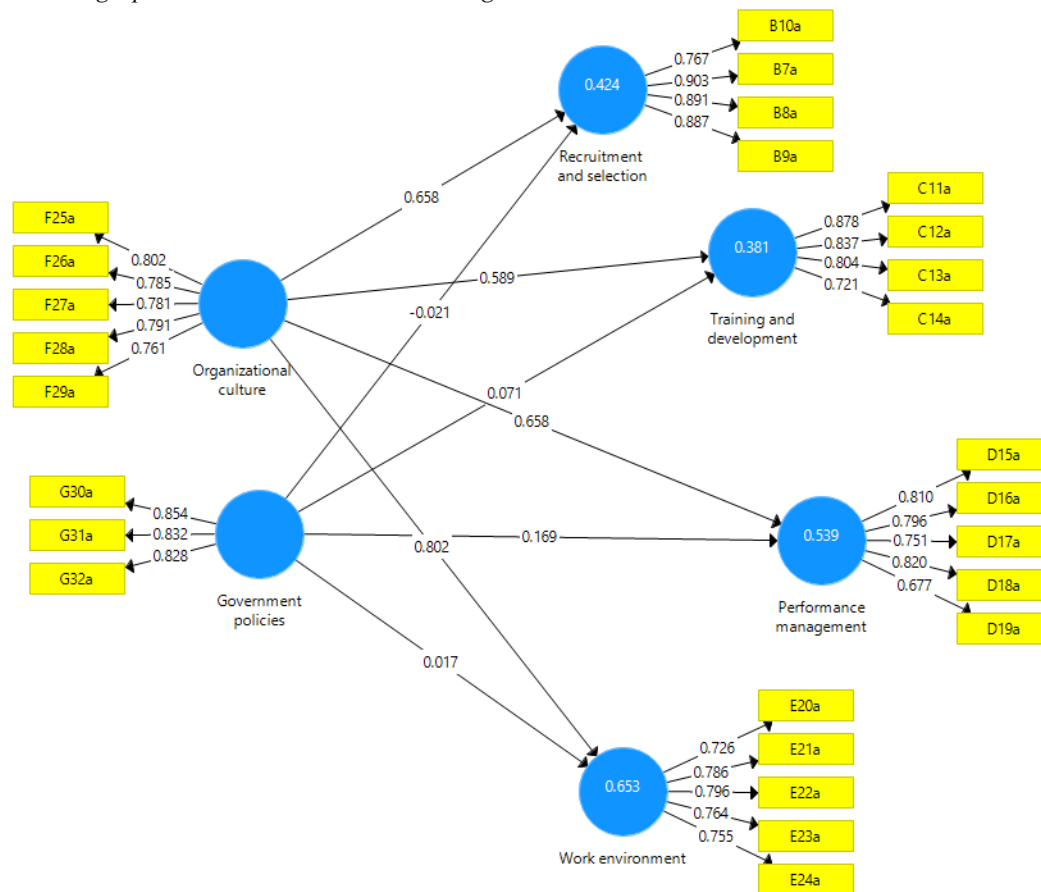 B10a
0.767
B7a
0.903
0.424
0.891
B8a
0.887
B9a
Recruitment
and selection
C11a
0.878
C12a
0.837
0.381
0.804
C13a
0.721
C14a
Training and
development
0.658
0.589
-0.021
0.071
0.658
F25a
0.802
F26a
0.785
F27a
0.781
0.791
F28a
0.761
F29a
Organizational
culture
G30a
0.854
G31a
0.832
0.828
G32a
Government
policies
0.802
0.169
0.017
D15a
0.810
D16a
0.796
0.539
0.751
D17a
0.820
D18a
0.677
D19a
Performance
management
E20a
0.726
E21a
0.786
0.653
0.796
E22a
0.764
E23a
0.755
E24a
Work environment